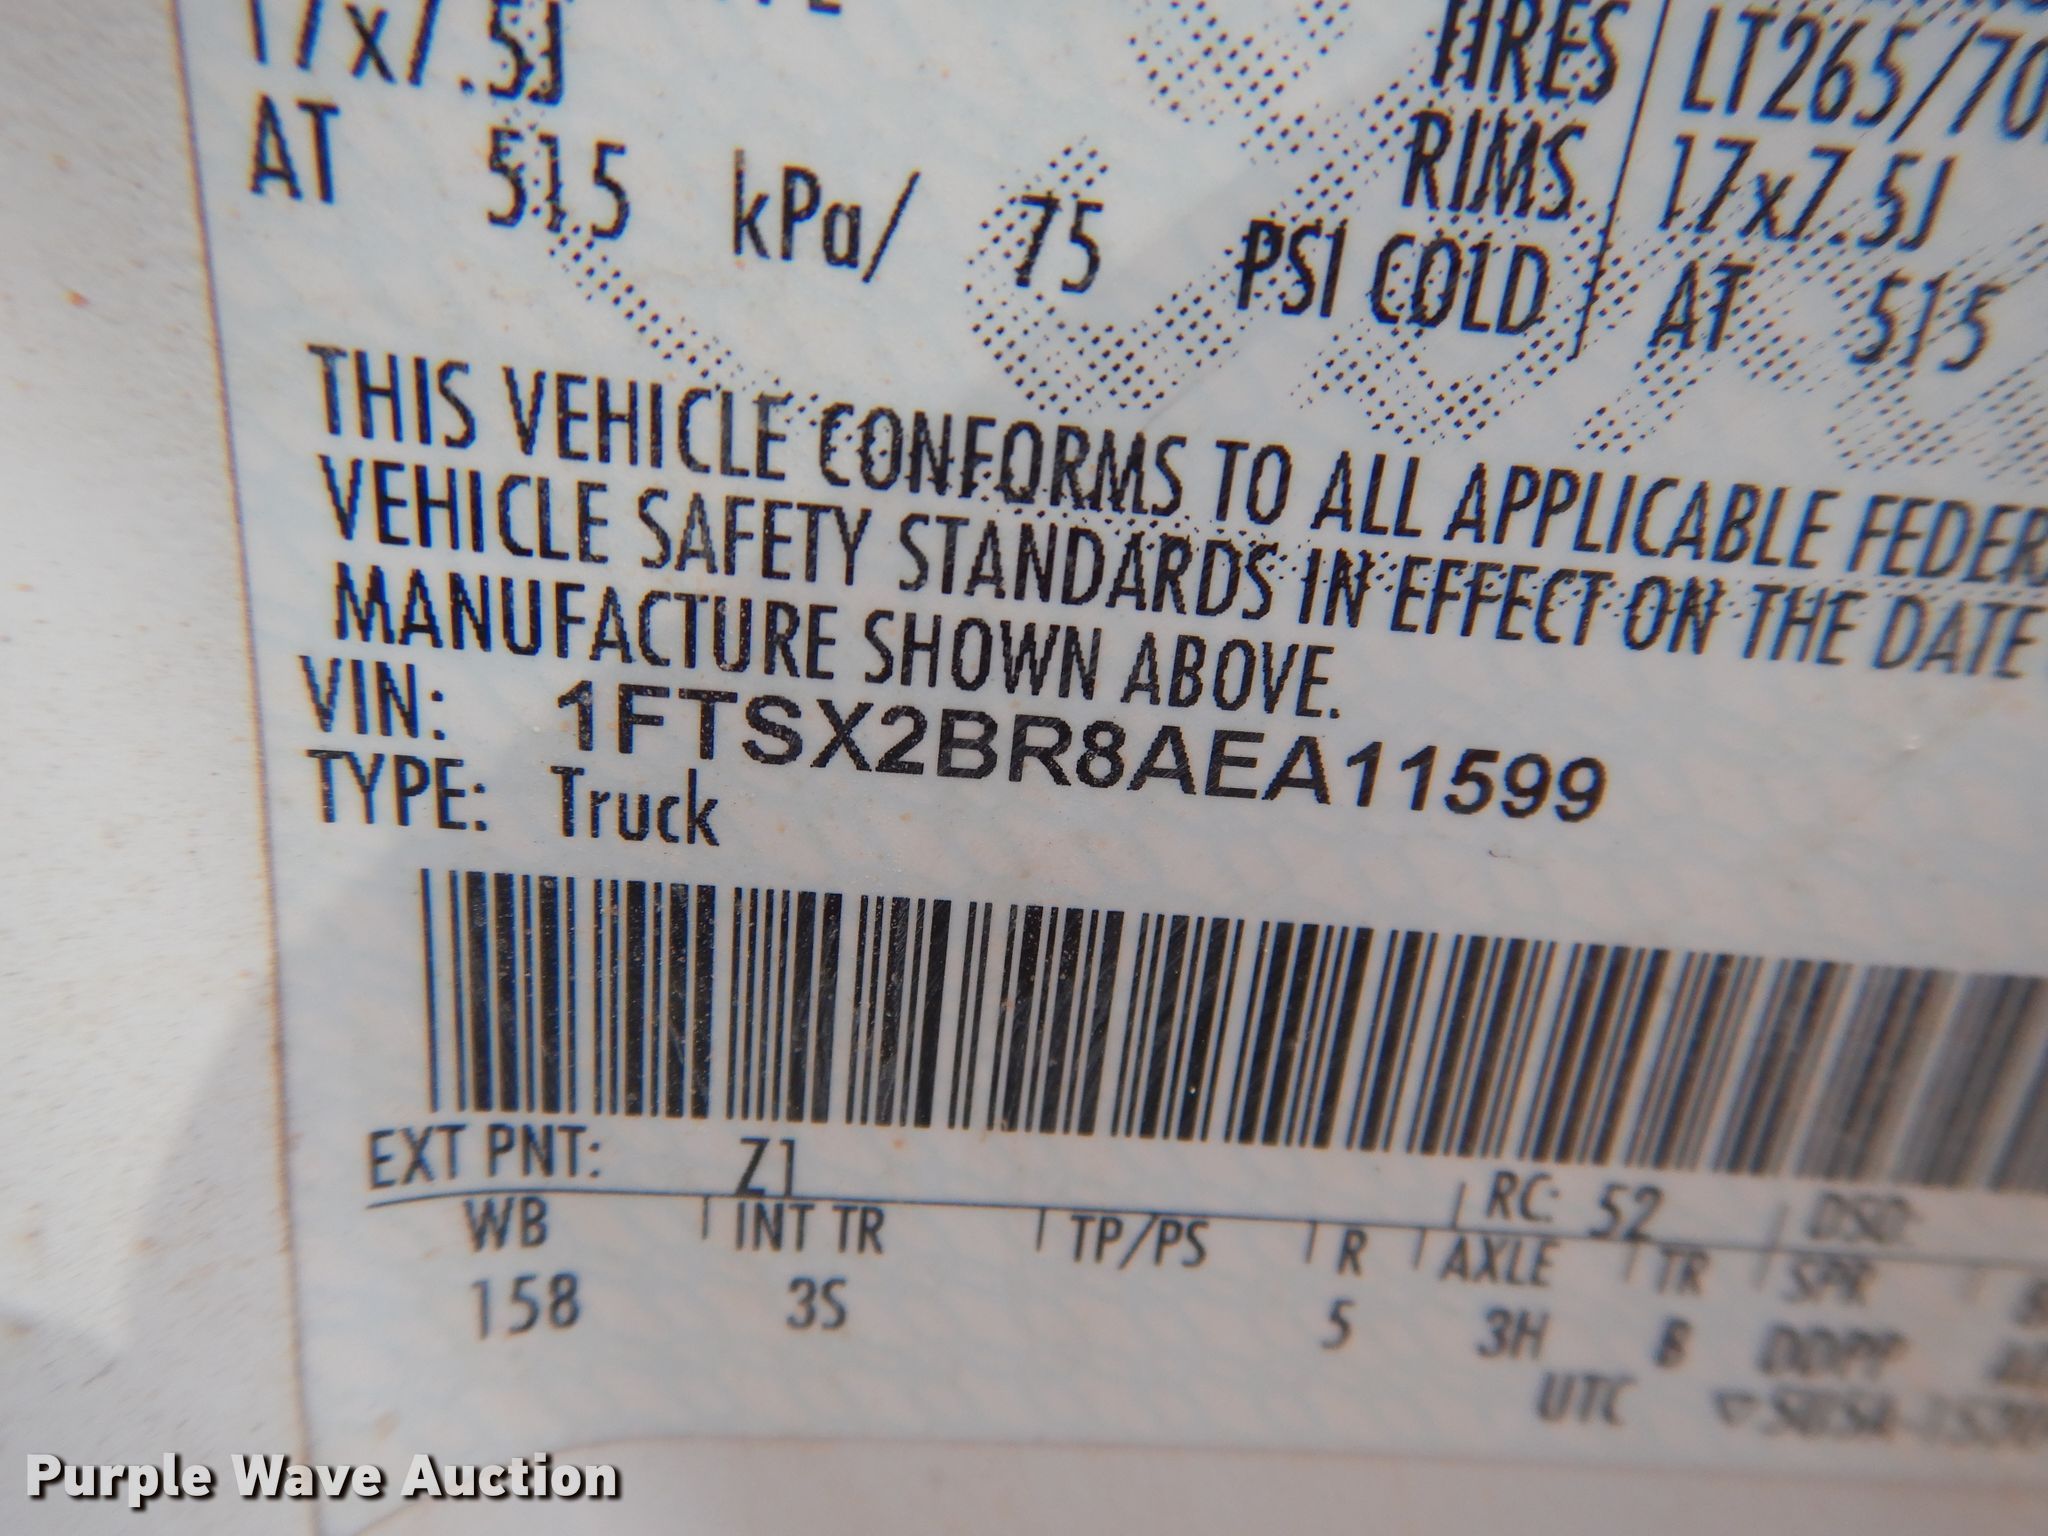 17x7.5J
TIRES LT265/70
AT 515 kPa/ 75 PSI COLD
RIMS 17x7.5J
AT 515
THIS VEHICLE CONFORMS TO ALL APPLICABLE FEDER
VEHICLE SAFETY STANDARDS IN EFFECT ON THE DATE
MANUFACTURE SHOWN ABOVE.
VIN: 1FTSX2BR8AEA11599
TYPE: Truck
EXT PNT: Z1 RC: 52 DSO:
WB INT TR TP/PS R AXLE TR SPR
158 3S 5 3H B
UTC
Purple Wave Auction